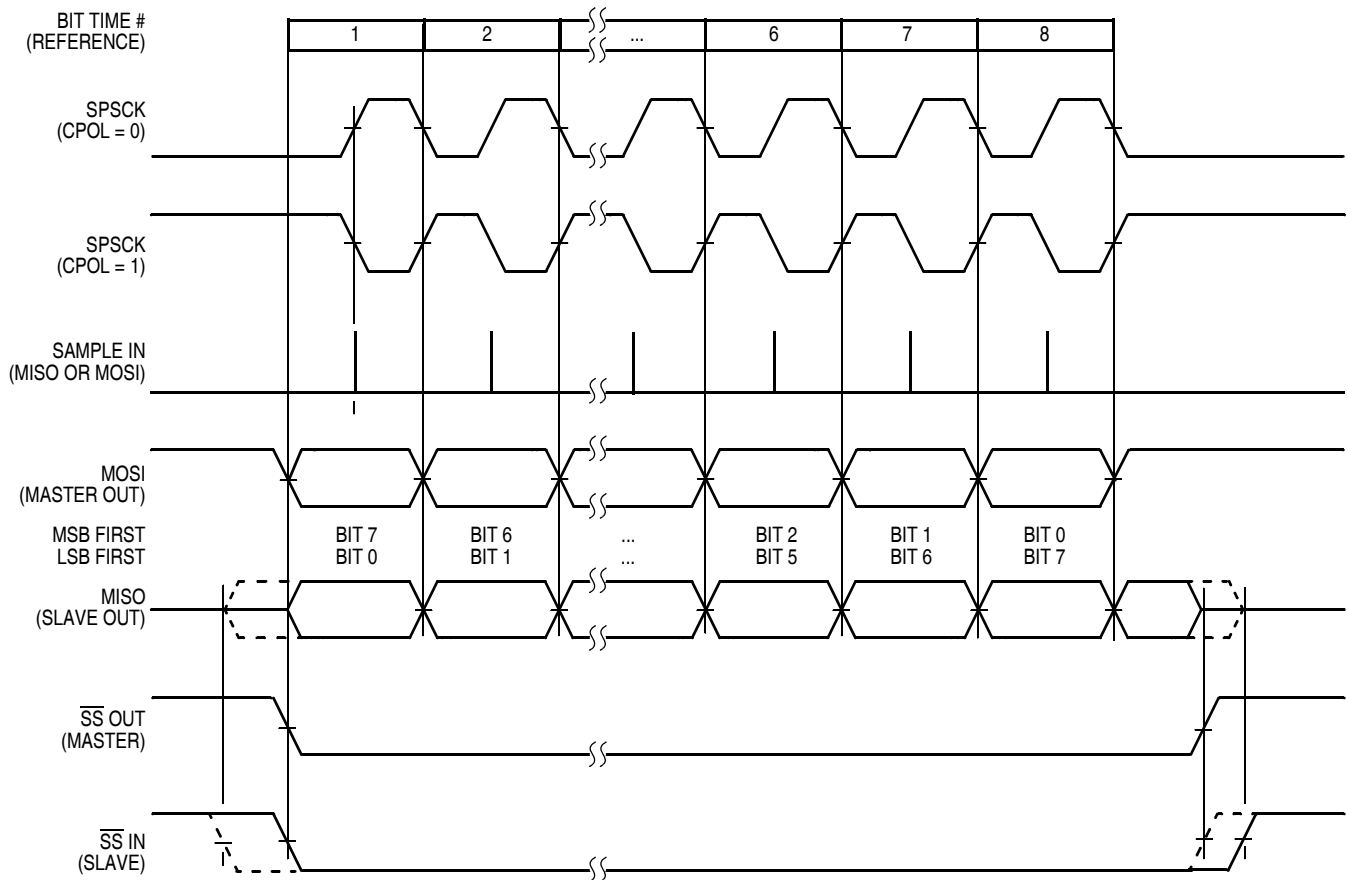 BIT TIME #
(REFERENCE)
1 2 ... 6 7 8
SPSCK
(CPOL = 0)
SPSCK
(CPOL = 1)
SAMPLE IN
(MISO OR MOSI)
MOSI
(MASTER OUT)
MSB FIRST BIT 7 BIT 6 ... BIT 2 BIT 1 BIT 0
LSB FIRST BIT 0 BIT 1 ... BIT 5 BIT 6 BIT 7
MISO
(SLAVE OUT)
S̅S̅ OUT
(MASTER)
S̅S̅ IN
(SLAVE)